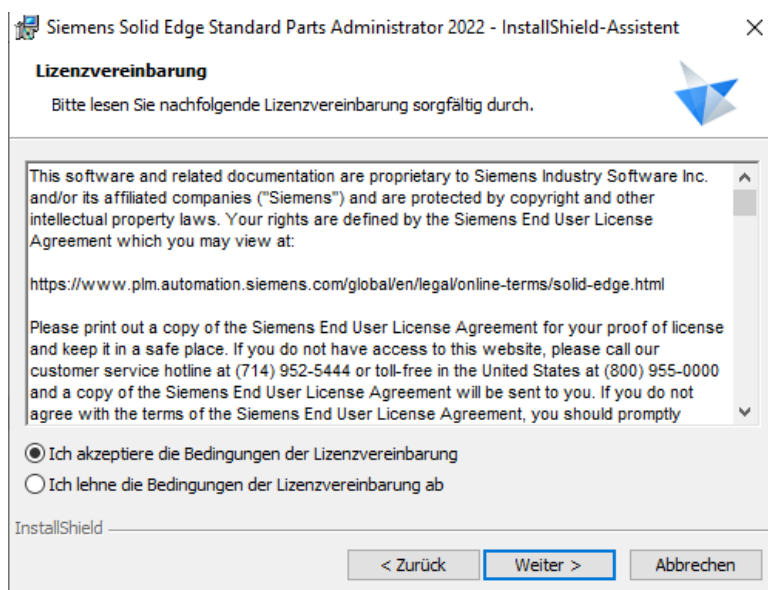 Siemens Solid Edge Standard Parts Administrator 2022 - InstallShield-Assistent
Lizenzvereinbarung
Bitte lesen Sie nachfolgende Lizenzvereinbarung sorgfältig durch.
This software and related documentation are proprietary to Siemens Industry Software Inc.
and/or its affiliated companies ("Siemens") and are protected by copyright and other
intellectual property laws. Your rights are defined by the Siemens End User License
Agreement which you may view at:
https://www.plm.automation.siemens.com/global/en/legal/online-terms/solid-edge.html
Please print out a copy of the Siemens End User License Agreement for your proof of license
and keep it in a safe place. If you do not have access to this website, please call our
customer service hotline at (714) 952-5444 or toll-free in the United States at (800) 955-0000
and a copy of the Siemens End User License Agreement will be sent to you. If you do not
agree with the terms of the Siemens End User License Agreement, you should promptly
Ich akzeptiere die Bedingungen der Lizenzvereinbarung
Ich lehne die Bedingungen der Lizenzvereinbarung ab
InstallShield
< Zurück
Weiter >
Abbrechen